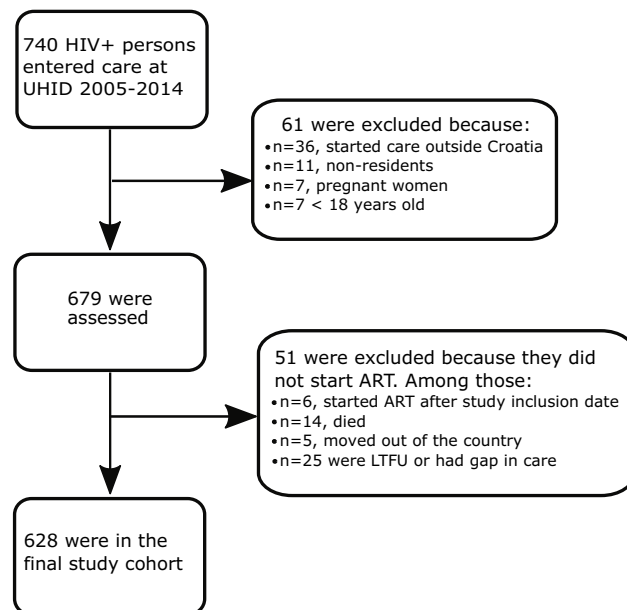 740 HIV+ persons
entered care at
UHID 2005-2014
61 were excluded because:
•n=36, started care outside Croatia
•n=11, non-residents
•n=7, pregnant women
•n=7 < 18 years old
679 were
assessed
51 were excluded because they did
not start ART. Among those:
•n=6, started ART after study inclusion date
•n=14, died
•n=5, moved out of the country
•n=25 were LTFU or had gap in care
628 were in the
final study cohort